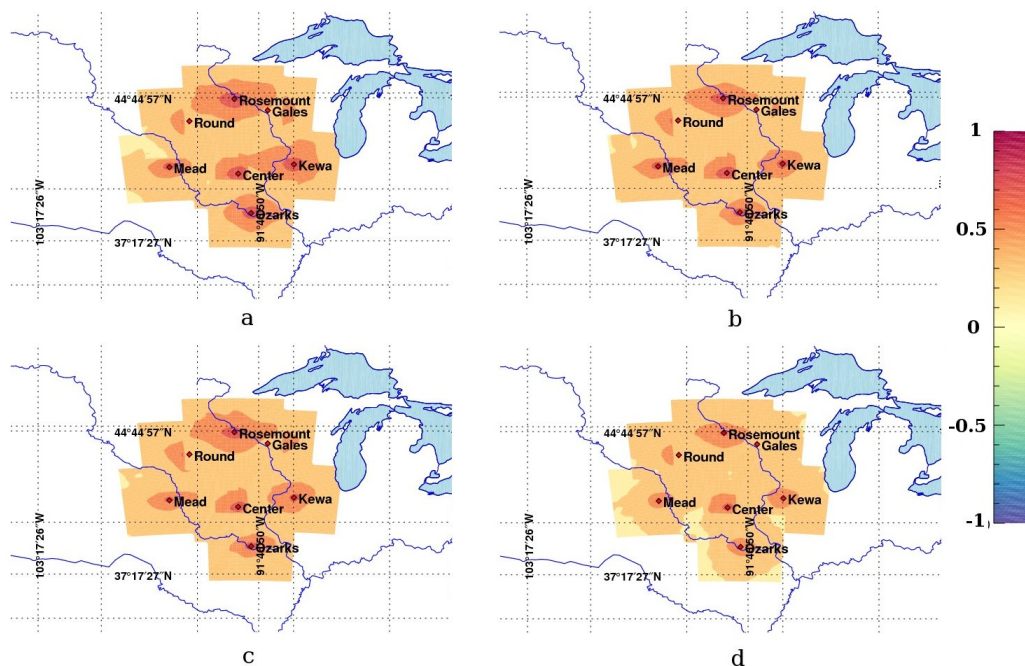 44°44′57″N
Rosemount
Gales
Round
Mead
Center
Kewa
Ozarks
103°17′26″W
91°40′50″W
37°17′27″N
a
44°44′57″N
Rosemount
Gales
Round
Mead
Center
Kewa
Ozarks
103°17′26″W
91°40′50″W
37°17′27″N
b
1
0.5
0
-0.5
-1
44°44′57″N
Rosemount
Gales
Round
Mead
Center
Kewa
Ozarks
103°17′26″W
91°40′50″W
37°17′27″N
c
44°44′57″N
Rosemount
Gales
Round
Mead
Center
Kewa
Ozarks
103°17′26″W
91°40′50″W
37°17′27″N
d